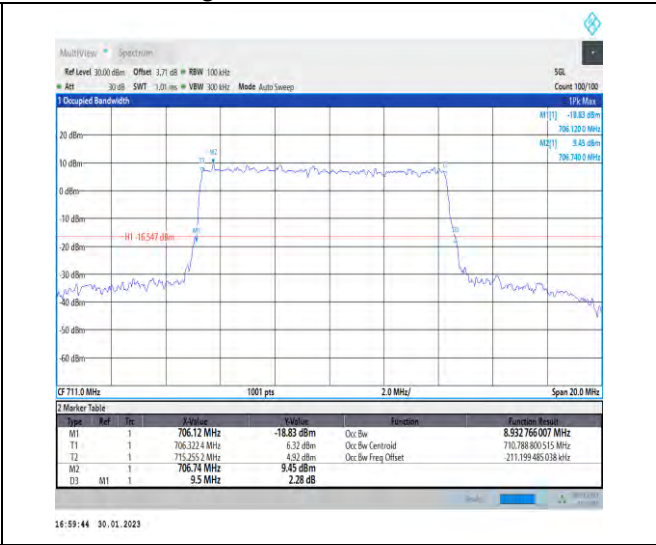 MultiView Spectrum
Ref Level 30.00 dBm Offset 3.71 dB RBW 100 kHz SGL
Att 30 dB SWT 1.01 ms VBW 300 kHz Mode Auto Sweep Count 100/100
1 Occupied Bandwidth 1Pk Max
M1[1] -18.83 dBm
706.120 0 MHz
M2[1] 9.45 dBm
706.740 0 MHz
20 dBm
10 dBm
0 dBm
-10 dBm
-20 dBm
-30 dBm
-40 dBm
-50 dBm
-60 dBm
M2
T1
M1
H1 -16.547 dBm
D3
CF 711.0 MHz 1001 pts 2.0 MHz/ Span 20.0 MHz
2 Marker Table
Type Ref Trc X-Value Y-Value Function Function Result
M1 1 706.12 MHz -18.83 dBm Occ Bw 8.932 766 007 MHz
T1 1 706.322 4 MHz 6.32 dBm Occ Bw Centroid 710.788 800 515 MHz
T2 1 715.255 2 MHz 4.92 dBm Occ Bw Freq Offset -211.199 485 038 kHz
M2 1 706.74 MHz 9.45 dBm
D3 M1 1 9.5 MHz 2.28 dB
16:59:44 30.01.2023